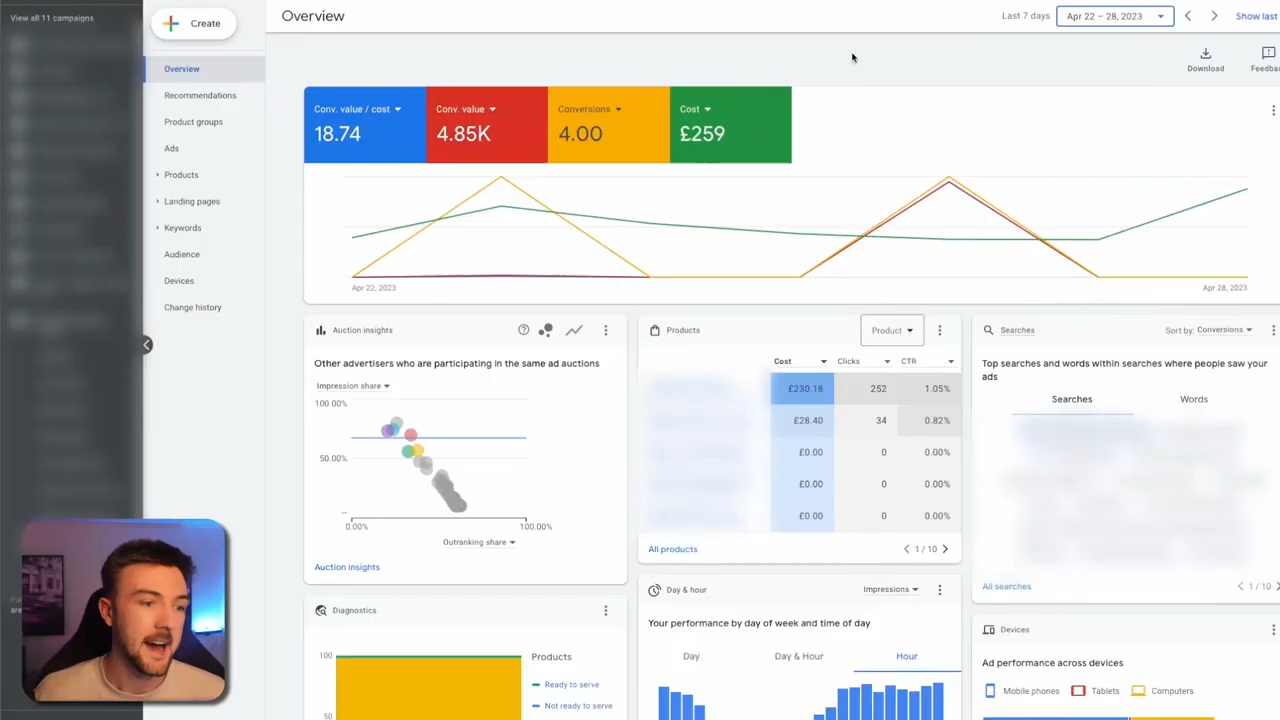 View all 11 campaigns
Create
Overview
Recommendations
Product groups
Ads
Products
Landing pages
Keywords
Audience
Devices
Change history
Overview
Last 7 days
Apr 22 – 28, 2023
Show last
Download
Feedbac
Conv. value / cost
18.74
Conv. value
4.85K
Conversions
4.00
Cost
£259
Apr 22, 2023
Apr 28, 2023
Auction insights
Other advertisers who are participating in the same ad auctions
Impression share
100.00%
50.00%
0.00%
100.00%
Outranking share
Auction insights
Products
Product
Cost Clicks CTR
£230.18 252 1.05%
£28.40 34 0.82%
£0.00 0 0.00%
£0.00 0 0.00%
£0.00 0 0.00%
All products
1 / 10
Searches
Sort by: Conversions
Top searches and words within searches where people saw your
ads
Searches Words
All searches
1 / 10
Diagnostics
100
50
Products
Ready to serve
Not ready to serve
Day & hour
Impressions
Your performance by day of week and time of day
Day Day & Hour Hour
Devices
Ad performance across devices
Mobile phones Tablets Computers